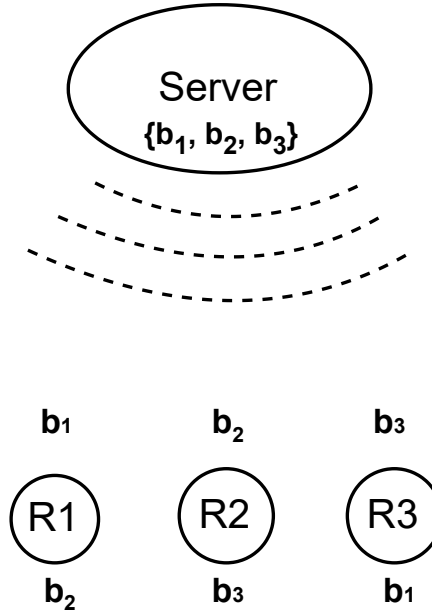 Server
{b₁, b₂, b₃}
b₁ b₂ b₃
R1 R2 R3
b₂ b₃ b₁